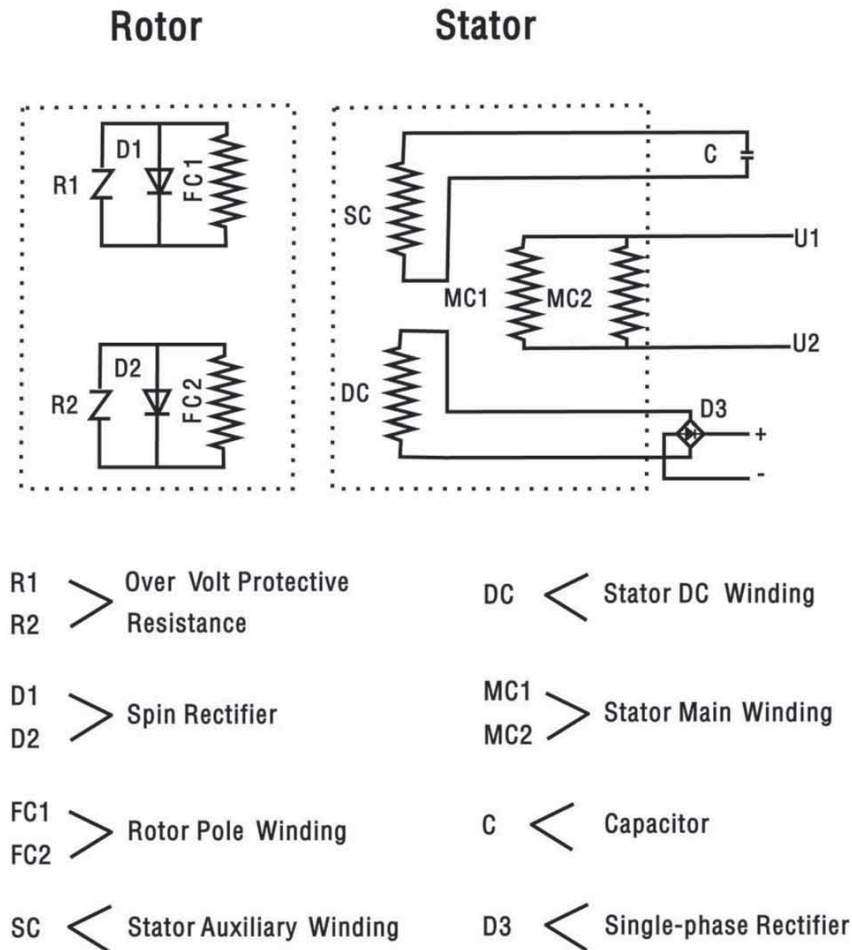 Rotor
Stator
D1
R1
FC1
C
SC
U1
MC1
MC2
U2
D2
R2
FC2
DC
D3
+
-
R1
R2
Over Volt Protective
Resistance
DC
Stator DC Winding
D1
D2
Spin Rectifier
MC1
MC2
Stator Main Winding
FC1
FC2
Rotor Pole Winding
C
Capacitor
SC
Stator Auxiliary Winding
D3
Single-phase Rectifier